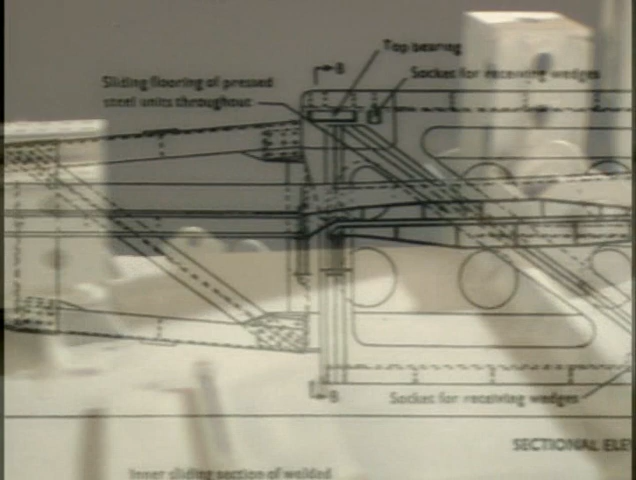 B
Top bearing
Sliding flooring of pressed
steel units throughout
Socket for receiving wedges
B
Socket for receiving wedges
SECTIONAL
Inner sliding section of welded